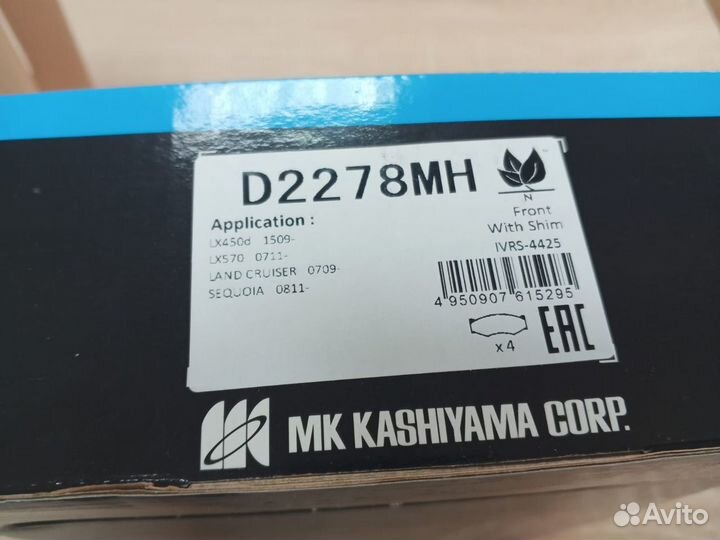 D2278MH
N
Application :
Front
With Shim
LX450d 1509-
LX570 0711-
LAND CRUISER 0709-
SEQUOIA 0811-
IVRS-4425
4 950907 615295
x 4
EAC
MK KASHIYAMA CORP.
Avito